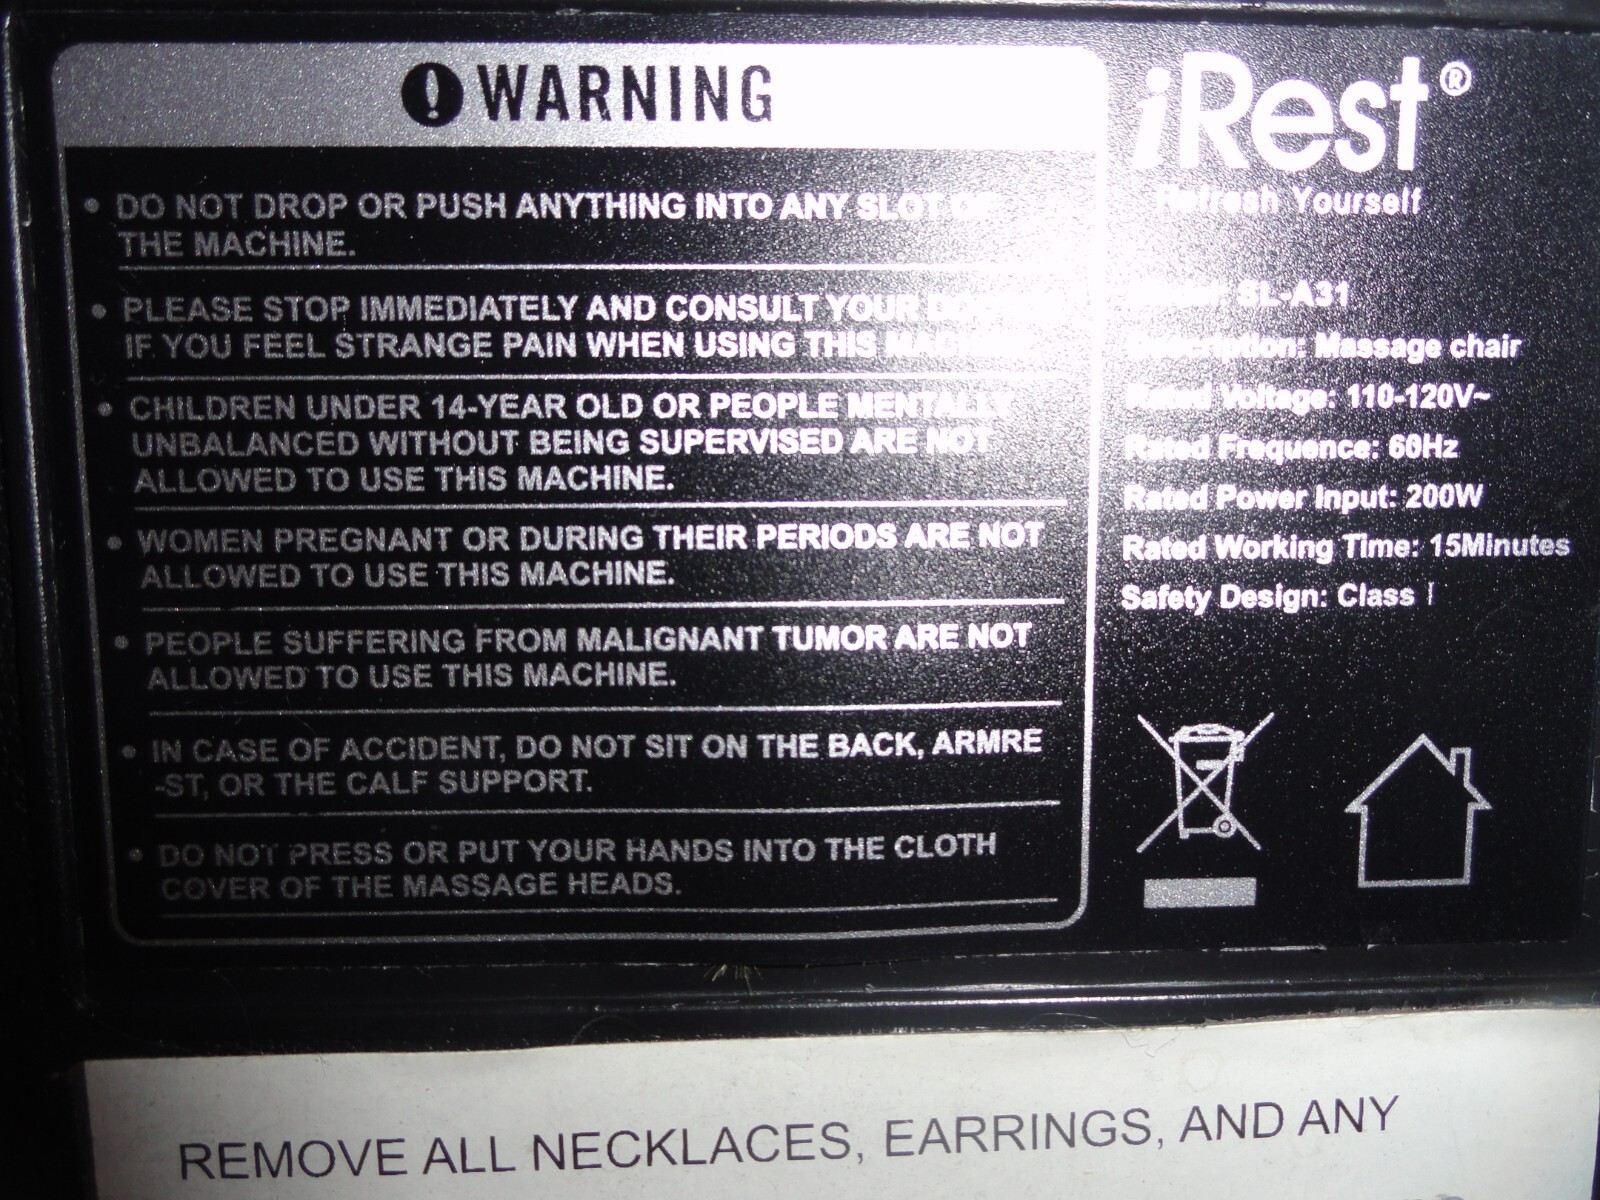 WARNING
• DO NOT DROP OR PUSH ANYTHING INTO ANY SLOT OF
THE MACHINE.
• PLEASE STOP IMMEDIATELY AND CONSULT YOUR
IF YOU FEEL STRANGE PAIN WHEN USING THIS MACHINE
• CHILDREN UNDER 14-YEAR OLD OR PEOPLE MENTALLY
UNBALANCED WITHOUT BEING SUPERVISED ARE NOT
ALLOWED TO USE THIS MACHINE.
• WOMEN PREGNANT OR DURING THEIR PERIODS ARE NOT
ALLOWED TO USE THIS MACHINE.
• PEOPLE SUFFERING FROM MALIGNANT TUMOR ARE NOT
ALLOWED TO USE THIS MACHINE.
• IN CASE OF ACCIDENT, DO NOT SIT ON THE BACK, ARMRE
-ST, OR THE CALF SUPPORT.
• DO NOT PRESS OR PUT YOUR HANDS INTO THE CLOTH
COVER OF THE MASSAGE HEADS.
iRest®
Refresh Yourself
SL-A31
Description: Massage chair
Rated Voltage: 110-120V~
Rated Frequence: 60Hz
Rated Power Input: 200W
Rated Working Time: 15Minutes
Safety Design: Class I
REMOVE ALL NECKLACES, EARRINGS, AND ANY